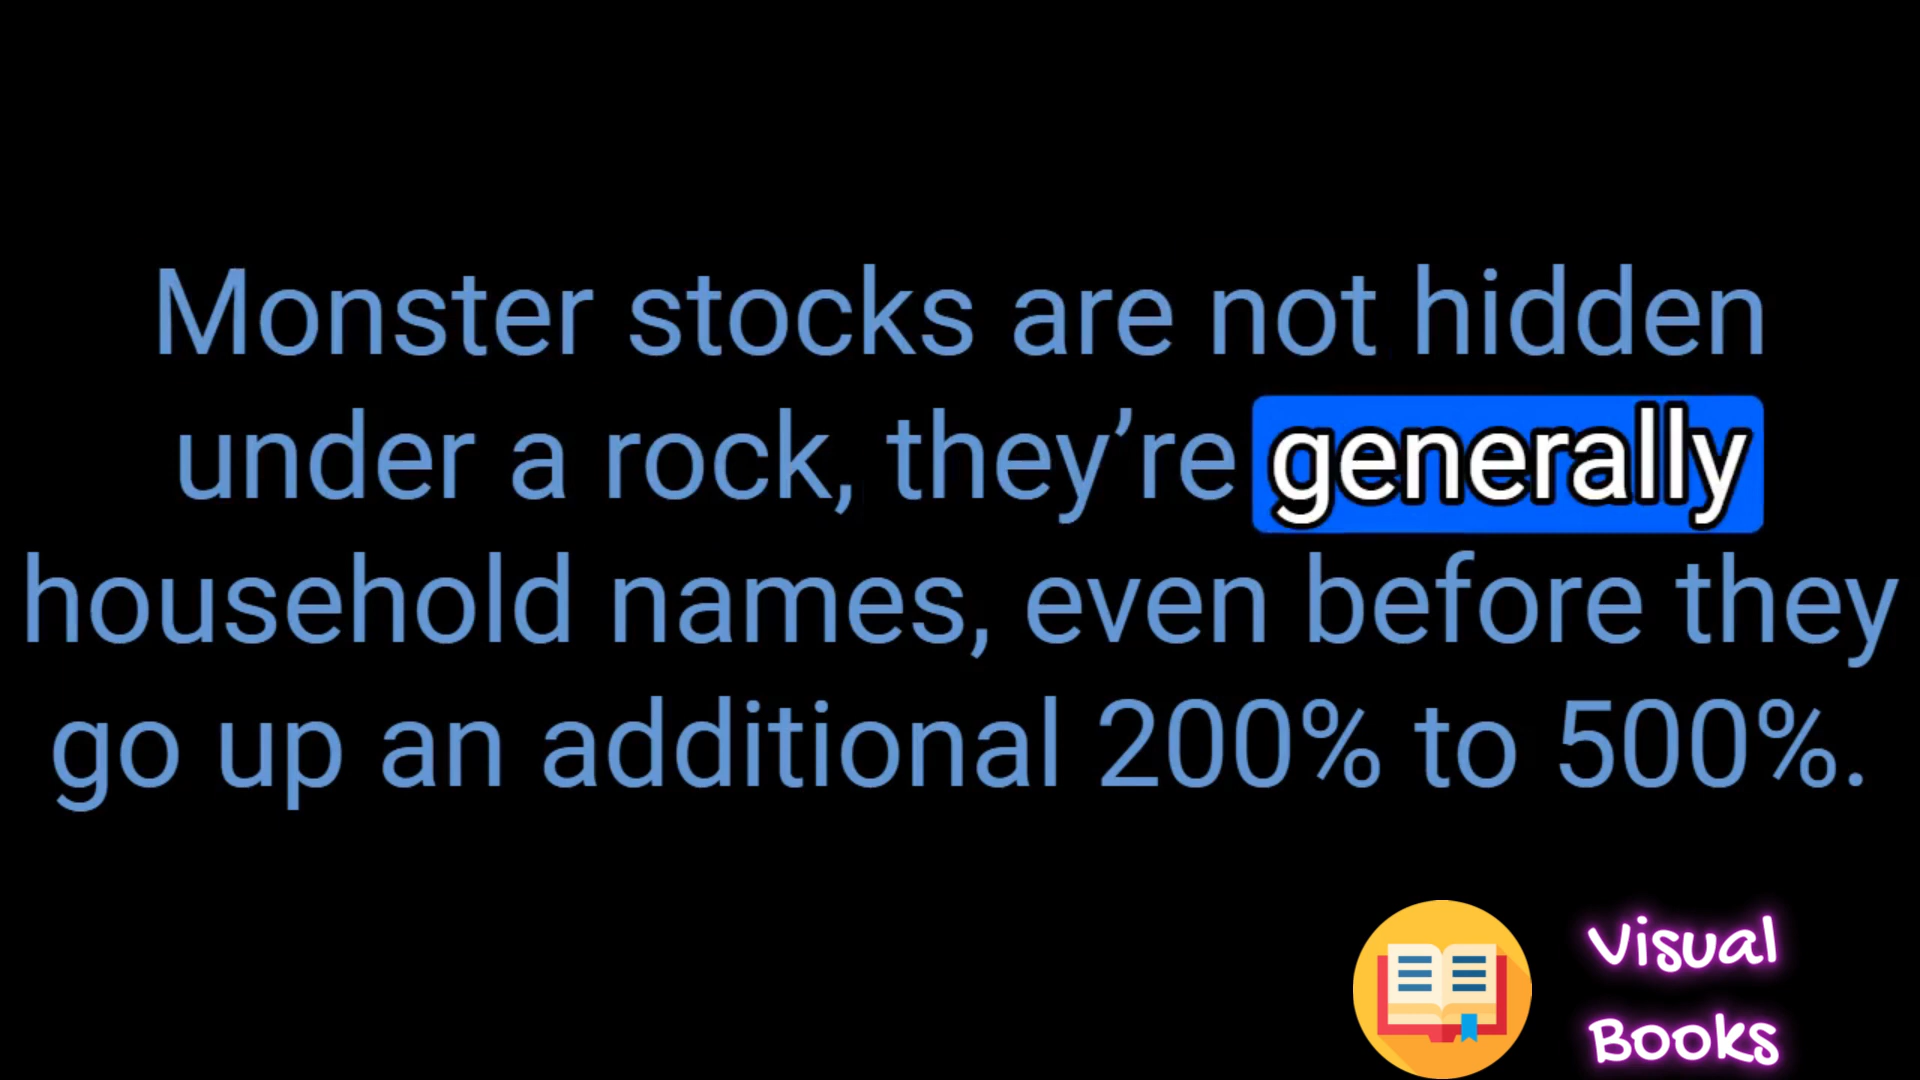 Monster stocks are not hidden
under a rock, they’re generally
household names, even before they
go up an additional 200% to 500%.
Visual
Books